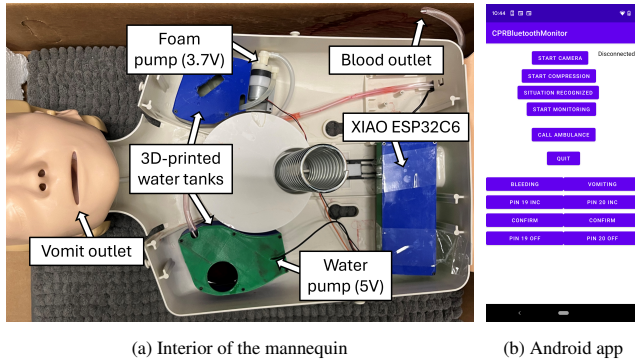 Foam
pump (3.7V)
Blood outlet
XIAO ESP32C6
3D-printed
water tanks
Vomit outlet
Water
pump (5V)
(a) Interior of the mannequin
10:44
CPRBluetoothMonitor
Disconnected
START CAMERA
START COMPRESSION
SITUATION RECOGNIZED
START MONITORING
CALL AMBULANCE
QUIT
BLEEDING VOMITING
PIN 19 INC PIN 20 INC
CONFIRM CONFIRM
PIN 19 OFF PIN 20 OFF
(b) Android app